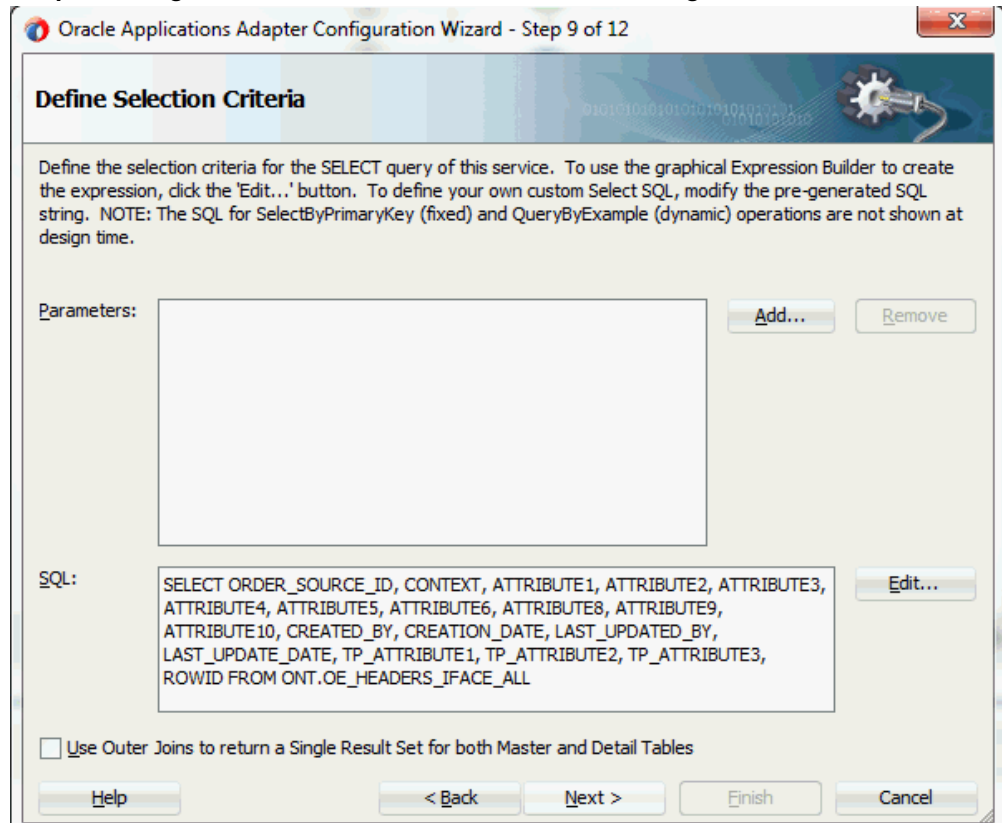 Oracle Applications Adapter Configuration Wizard - Step 9 of 12
Define Selection Criteria
Define the selection criteria for the SELECT query of this service. To use the graphical Expression Builder to create
the expression, click the 'Edit...' button. To define your own custom Select SQL, modify the pre-generated SQL
string. NOTE: The SQL for SelectByPrimaryKey (fixed) and QueryByExample (dynamic) operations are not shown at
design time.
Parameters:
Add...
Remove
SQL:
SELECT ORDER_SOURCE_ID, CONTEXT, ATTRIBUTE1, ATTRIBUTE2, ATTRIBUTE3,
ATTRIBUTE4, ATTRIBUTE5, ATTRIBUTE6, ATTRIBUTE8, ATTRIBUTE9,
ATTRIBUTE10, CREATED_BY, CREATION_DATE, LAST_UPDATED_BY,
LAST_UPDATE_DATE, TP_ATTRIBUTE1, TP_ATTRIBUTE2, TP_ATTRIBUTE3,
ROWID FROM ONT.OE_HEADERS_IFACE_ALL
Edit...
Use Outer Joins to return a Single Result Set for both Master and Detail Tables
Help
< Back
Next >
Finish
Cancel